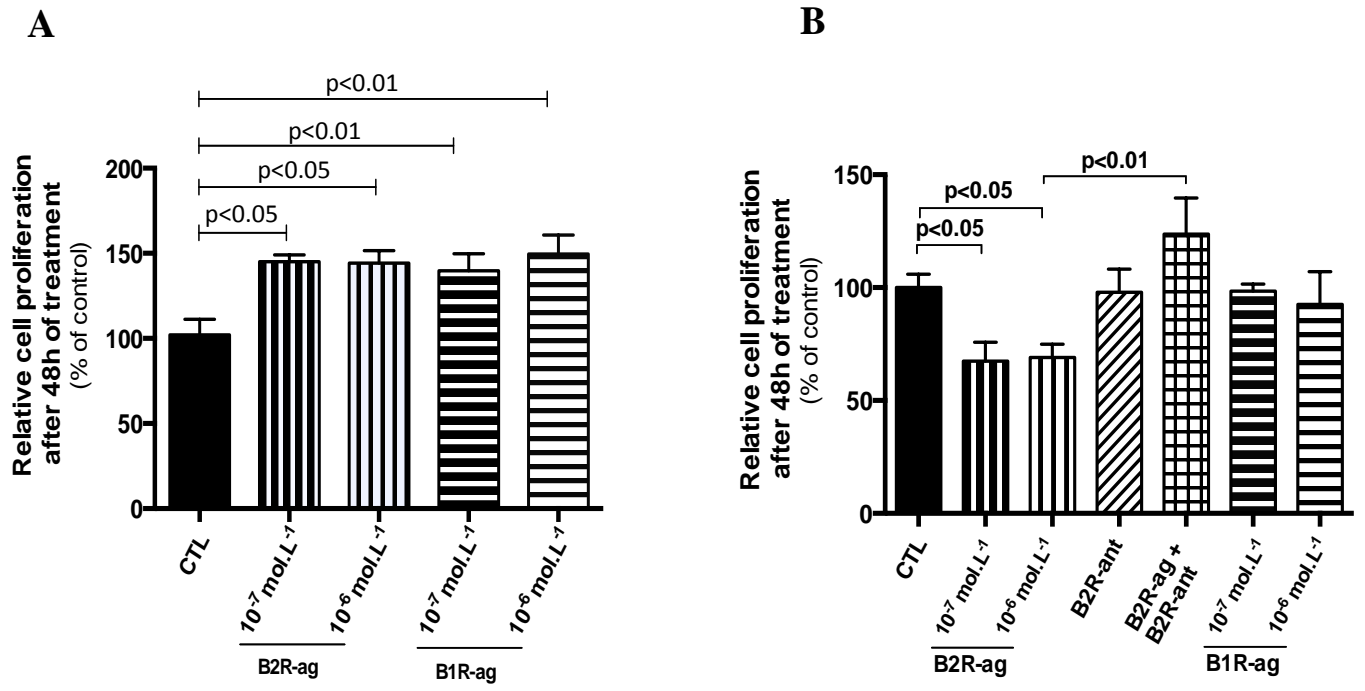 A
p<0.01
p<0.01
p<0.05
p<0.05
Relative cell proliferation
after 48h of treatment
(% of control)
200
150
100
50
0
CTL
10⁻⁷ mol.L⁻¹
10⁻⁶ mol.L⁻¹
10⁻⁷ mol.L⁻¹
10⁻⁶ mol.L⁻¹
B2R-ag
B1R-ag
B
p<0.01
p<0.05
p<0.05
Relative cell proliferation
after 48h of treatment
(% of control)
150
100
50
0
CTL
10⁻⁷ mol.L⁻¹
10⁻⁶ mol.L⁻¹
B2R-ant
B2R-ag +
B2R-ant
10⁻⁷ mol.L⁻¹
10⁻⁶ mol.L⁻¹
B2R-ag
B1R-ag